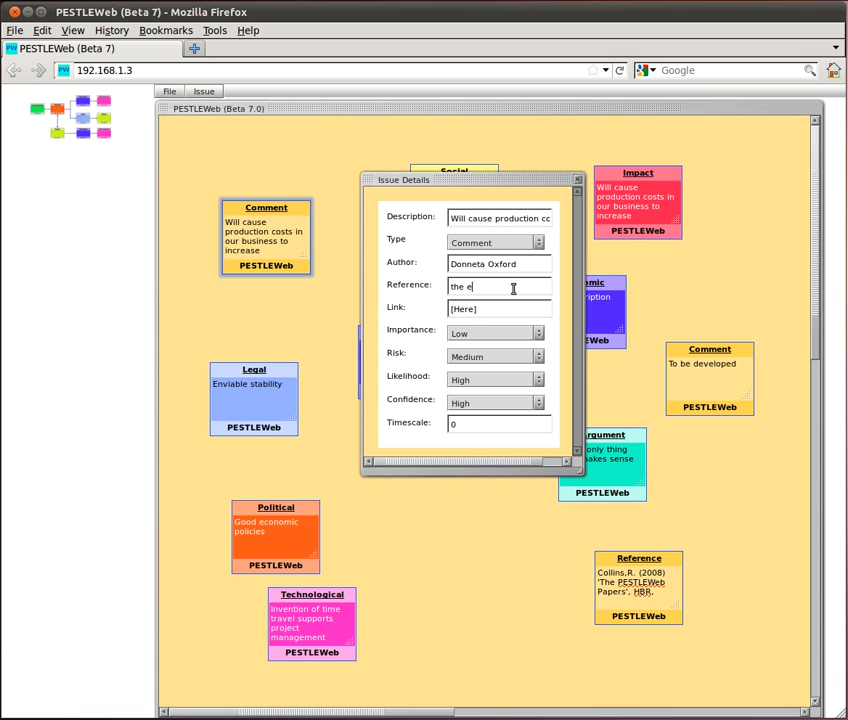 PESTLEWeb (Beta 7) - Mozilla Firefox
File Edit View History Bookmarks Tools Help
PW PESTLEWeb (Beta 7)
PW 192.168.1.3
Google
File Issue
PESTLEWeb (Beta 7.0)
Social
Comment
Will cause
production costs in
our business to
increase
PESTLEWeb
Impact
Will cause
production costs in
our business to
increase
PESTLEWeb
Issue Details
Description: Will cause production cc
Type Comment
Author: Donneta Oxford
Reference: the e
Link: [Here]
Importance: Low
Risk: Medium
Likelihood: High
Confidence: High
Timescale: 0
omic
ription
Web
Comment
To be developed
PESTLEWeb
Legal
Enviable stability
PESTLEWeb
rgument
only thing
akes sense
PESTLEWeb
Political
Good economic
policies
PESTLEWeb
Technological
Invention of time
travel supports
project
management
PESTLEWeb
Reference
Collins,R. (2008)
'The PESTLEWeb
Papers', HBR.
PESTLEWeb